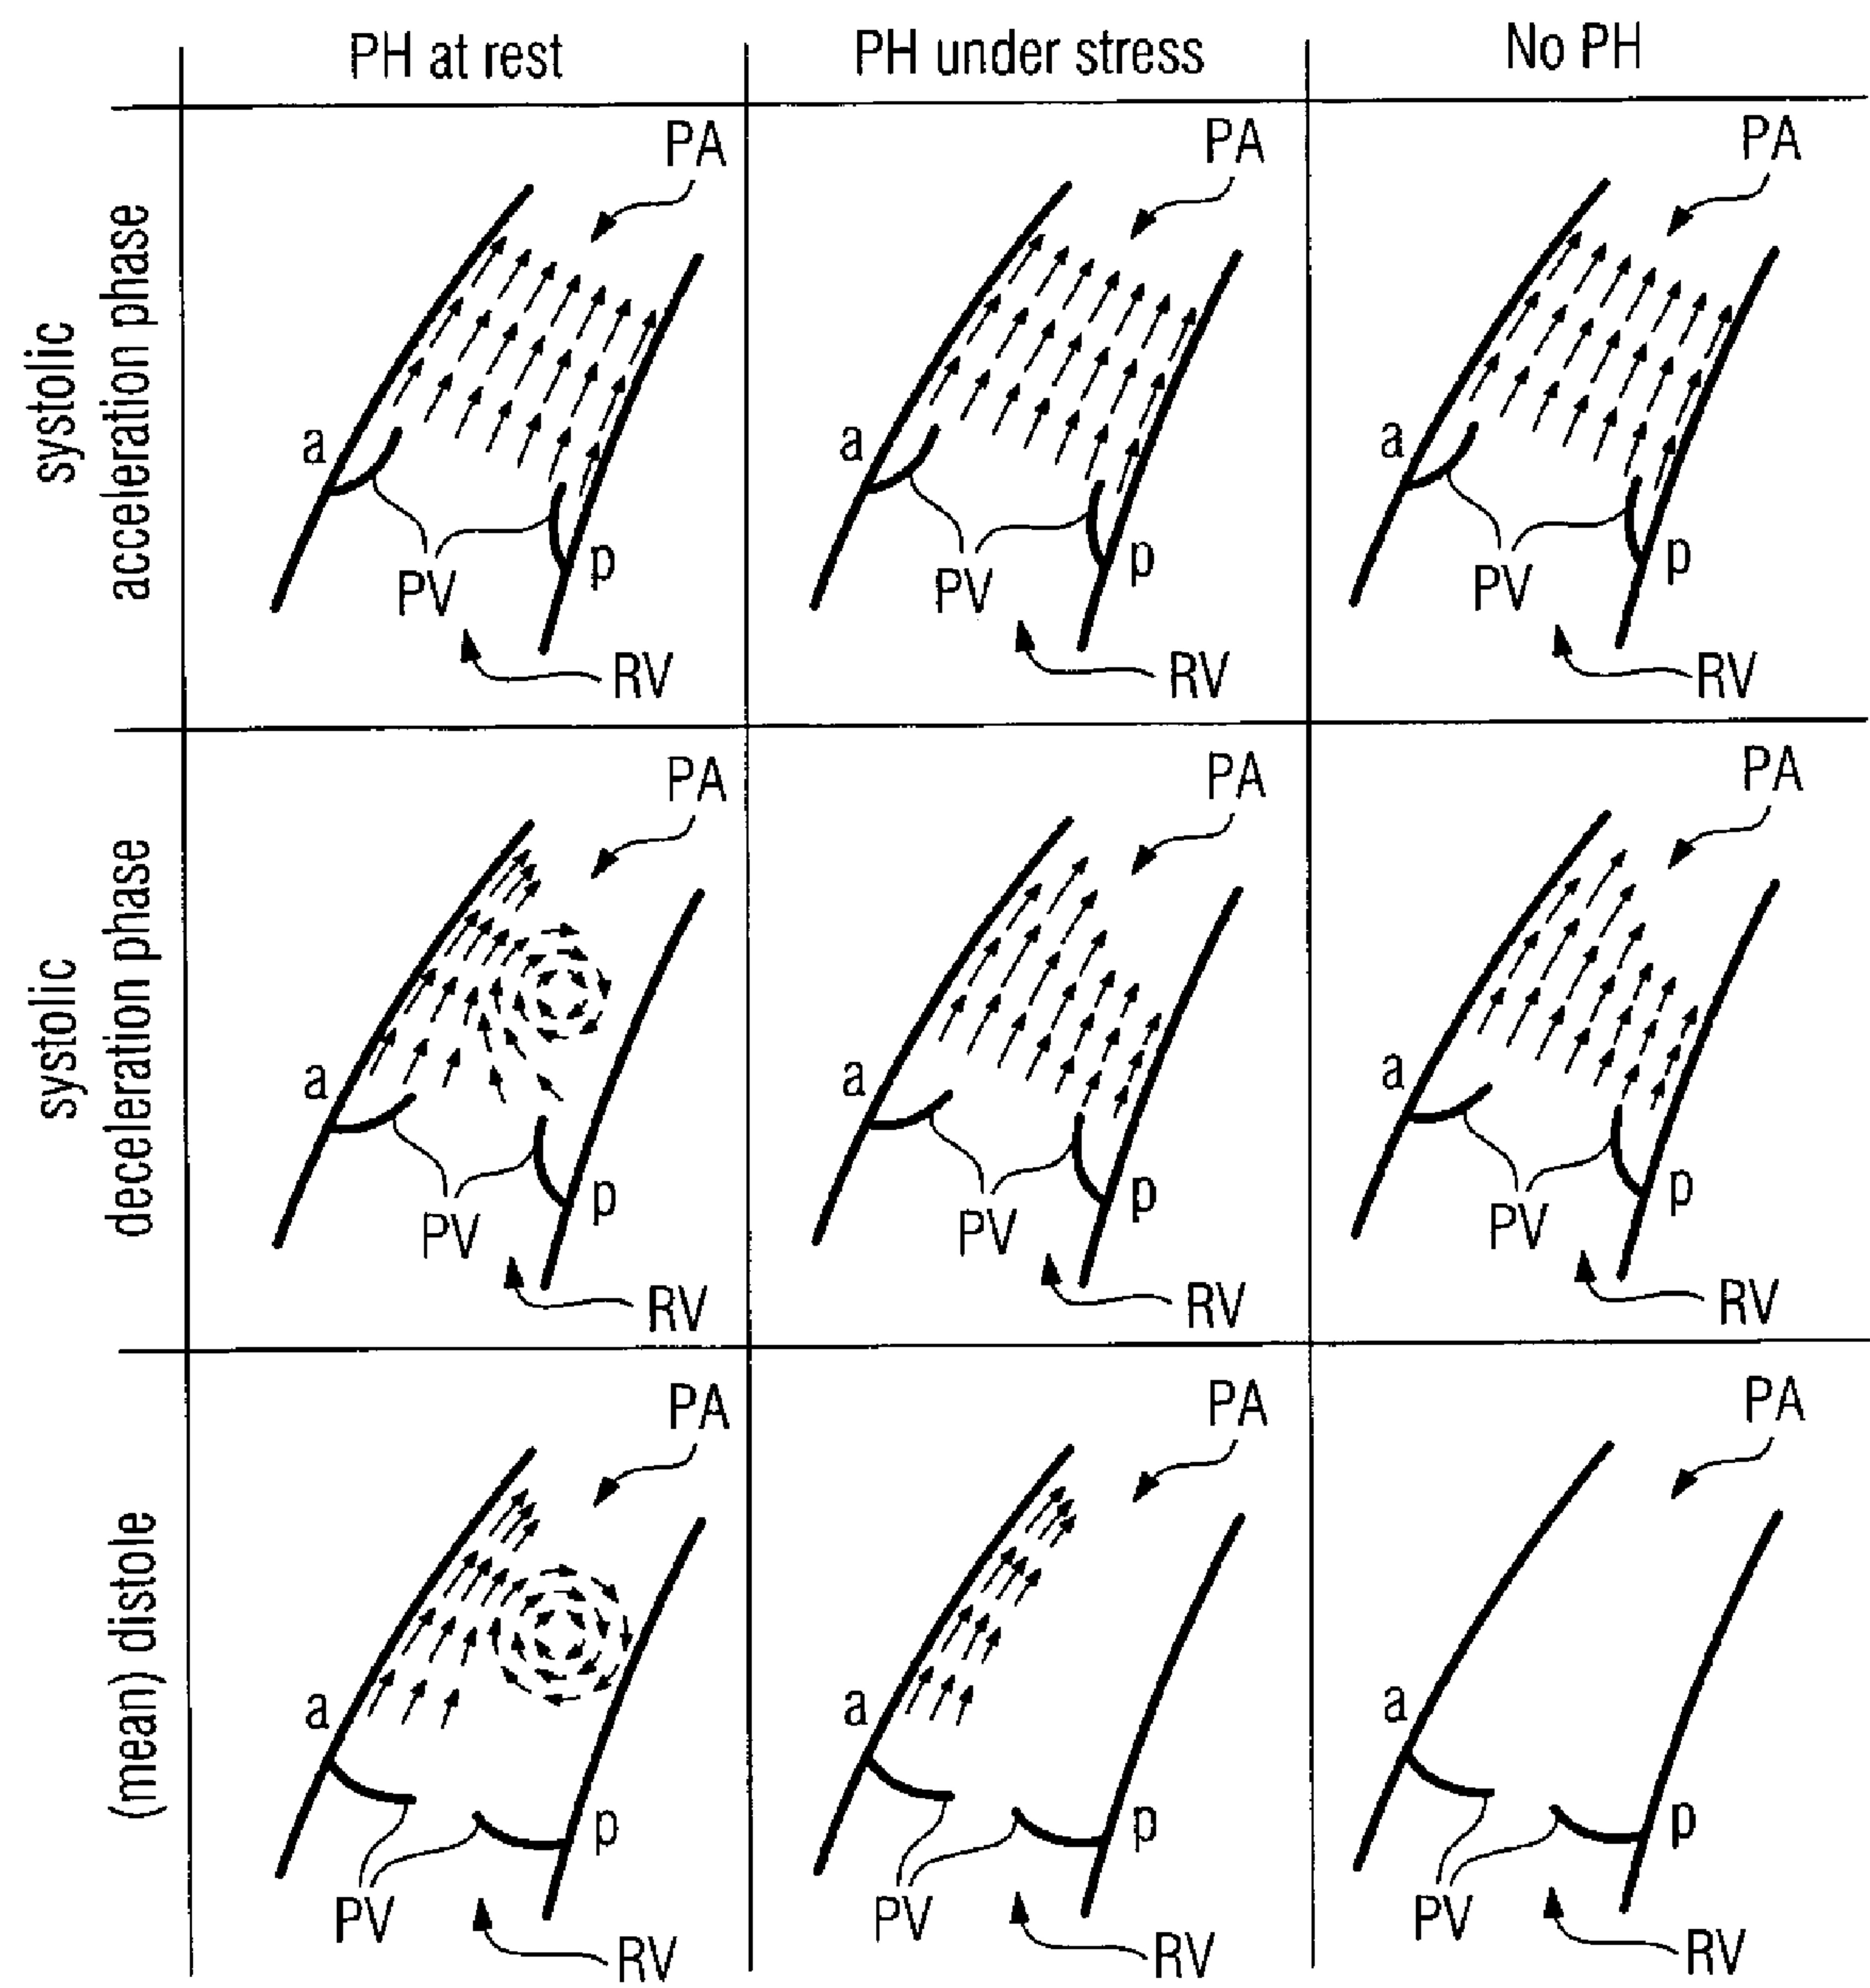 PH at rest
PH under stress
No PH
systolic
acceleration phase
PA
a
PV
p
RV
PA
a
PV
p
RV
PA
a
PV
p
RV
systolic
deceleration phase
PA
a
PV
p
RV
PA
a
PV
p
RV
PA
a
PV
p
RV
(mean) distole
PA
a
p
PV
RV
PA
a
p
PV
RV
PA
a
p
PV
RV